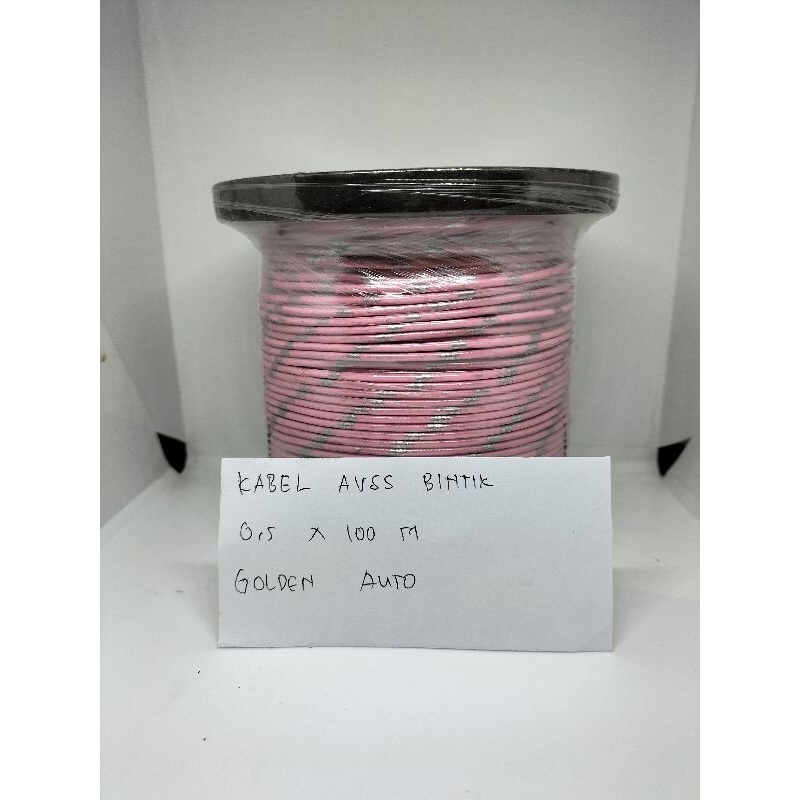 KABEL AVSS BINTIK
0,5 X 100 M
GOLDEN AUTO